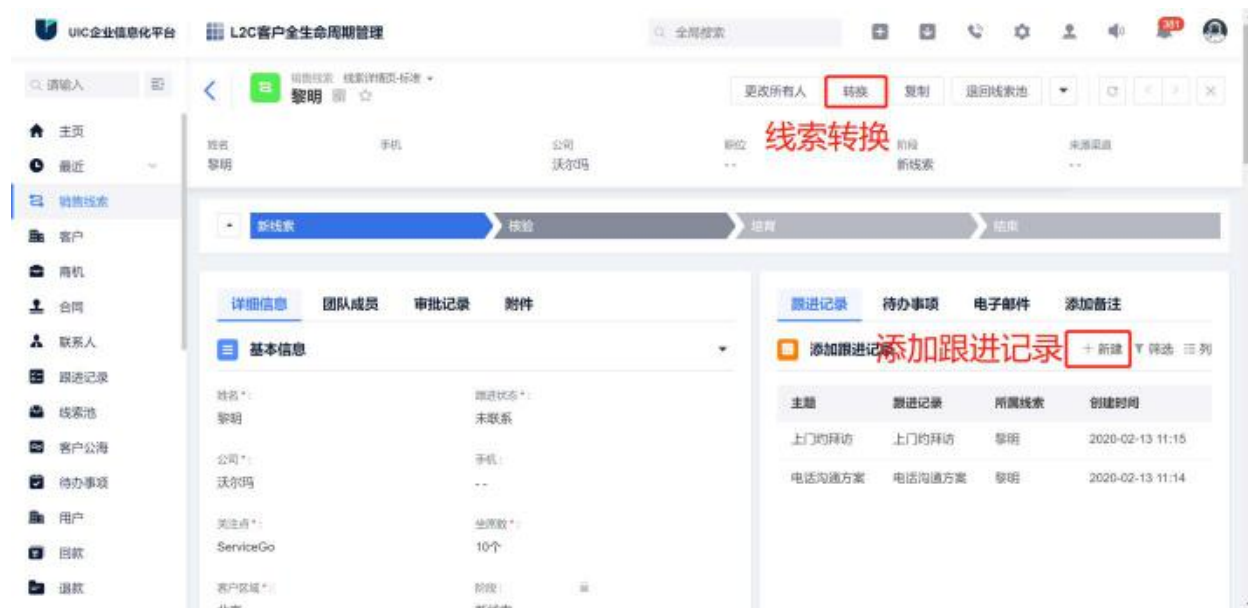 UIC企业信息化平台 L2C客户全生命周期管理 全局搜索 381
请输入
销售线索 线索详情页-标准
黎明
更改所有人 转换 复制 退回线索池
线索转换
姓名 手机 公司 职位 阶段 来源渠道
黎明 沃尔玛 -- 新线索 --
主页
最近
销售线索
客户
商机
合同
联系人
跟进记录
线索池
客户公海
待办事项
用户
回款
退款
新线索 核验 培育 结束
详细信息 团队成员 审批记录 附件
基本信息
姓名*: 跟进状态*:
黎明 未联系
公司*: 手机:
沃尔玛 --
关注点*: 坐席数*:
ServiceGo 10个
客户区域*: 阶段:
跟进记录 待办事项 电子邮件 添加备注
添加跟进记录 添加跟进记录 +新建 筛选 列
主题 跟进记录 所属线索 创建时间
上门约拜访 上门约拜访 黎明 2020-02-13 11:15
电话沟通方案 电话沟通方案 黎明 2020-02-13 11:14